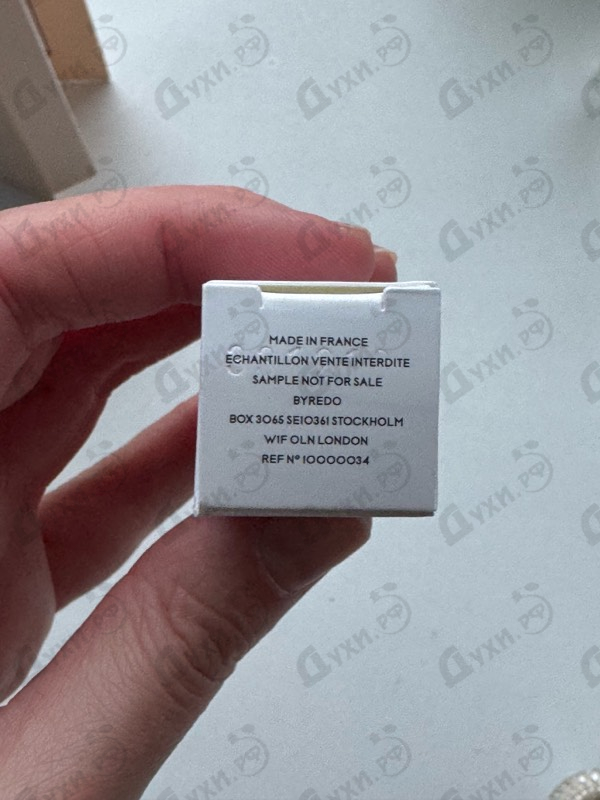 MADE IN FRANCE
ECHANTILLON VENTE INTERDITE
SAMPLE NOT FOR SALE
BYREDO
BOX 3065 SE10361 STOCKHOLM
W1F OLN LONDON
REF Nº 10000034
Духи.рф